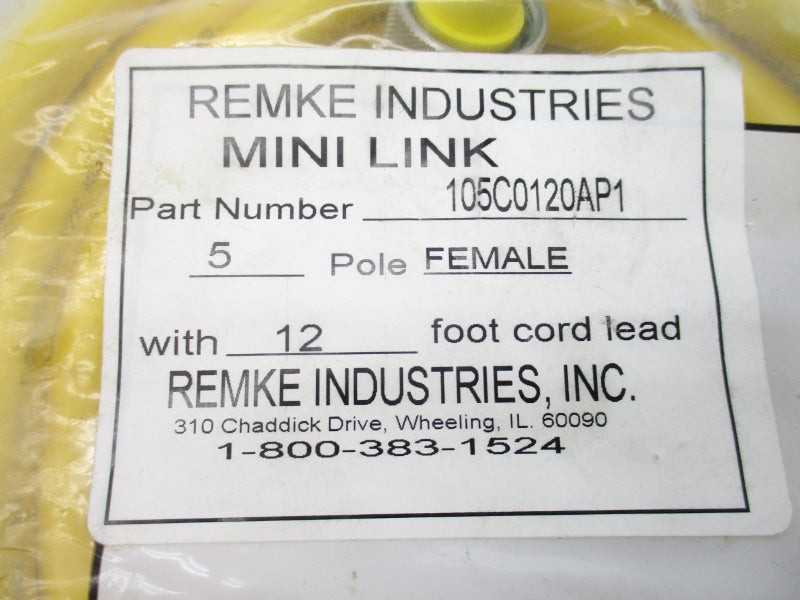 REMKE INDUSTRIES
MINI LINK
Part Number 105C0120AP1
5 Pole FEMALE
with 12 foot cord lead
REMKE INDUSTRIES, INC.
310 Chaddick Drive, Wheeling, IL. 60090
1-800-383-1524